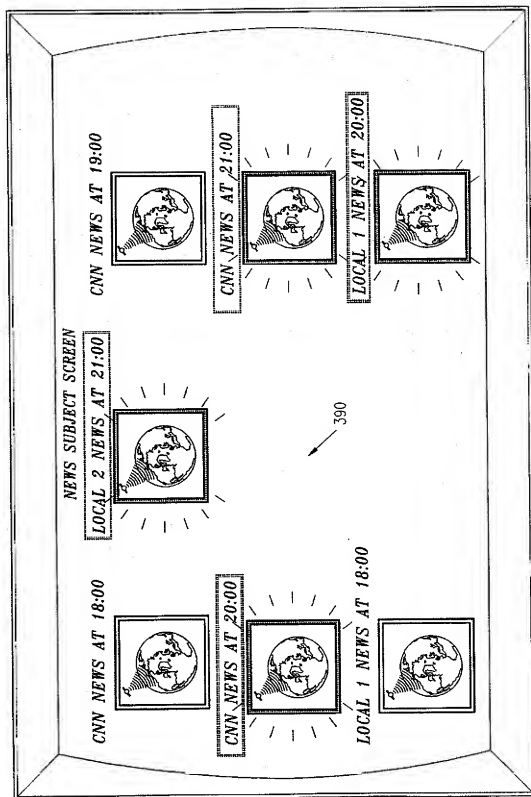 NEWS SUBJECT SCREEN
CNN NEWS AT 18:00
LOCAL 2 NEWS AT 21:00
CNN NEWS AT 19:00
CNN NEWS AT 20:00
CNN NEWS AT 21:00
LOCAL 1 NEWS AT 18:00
LOCAL 1 NEWS AT 20:00
390